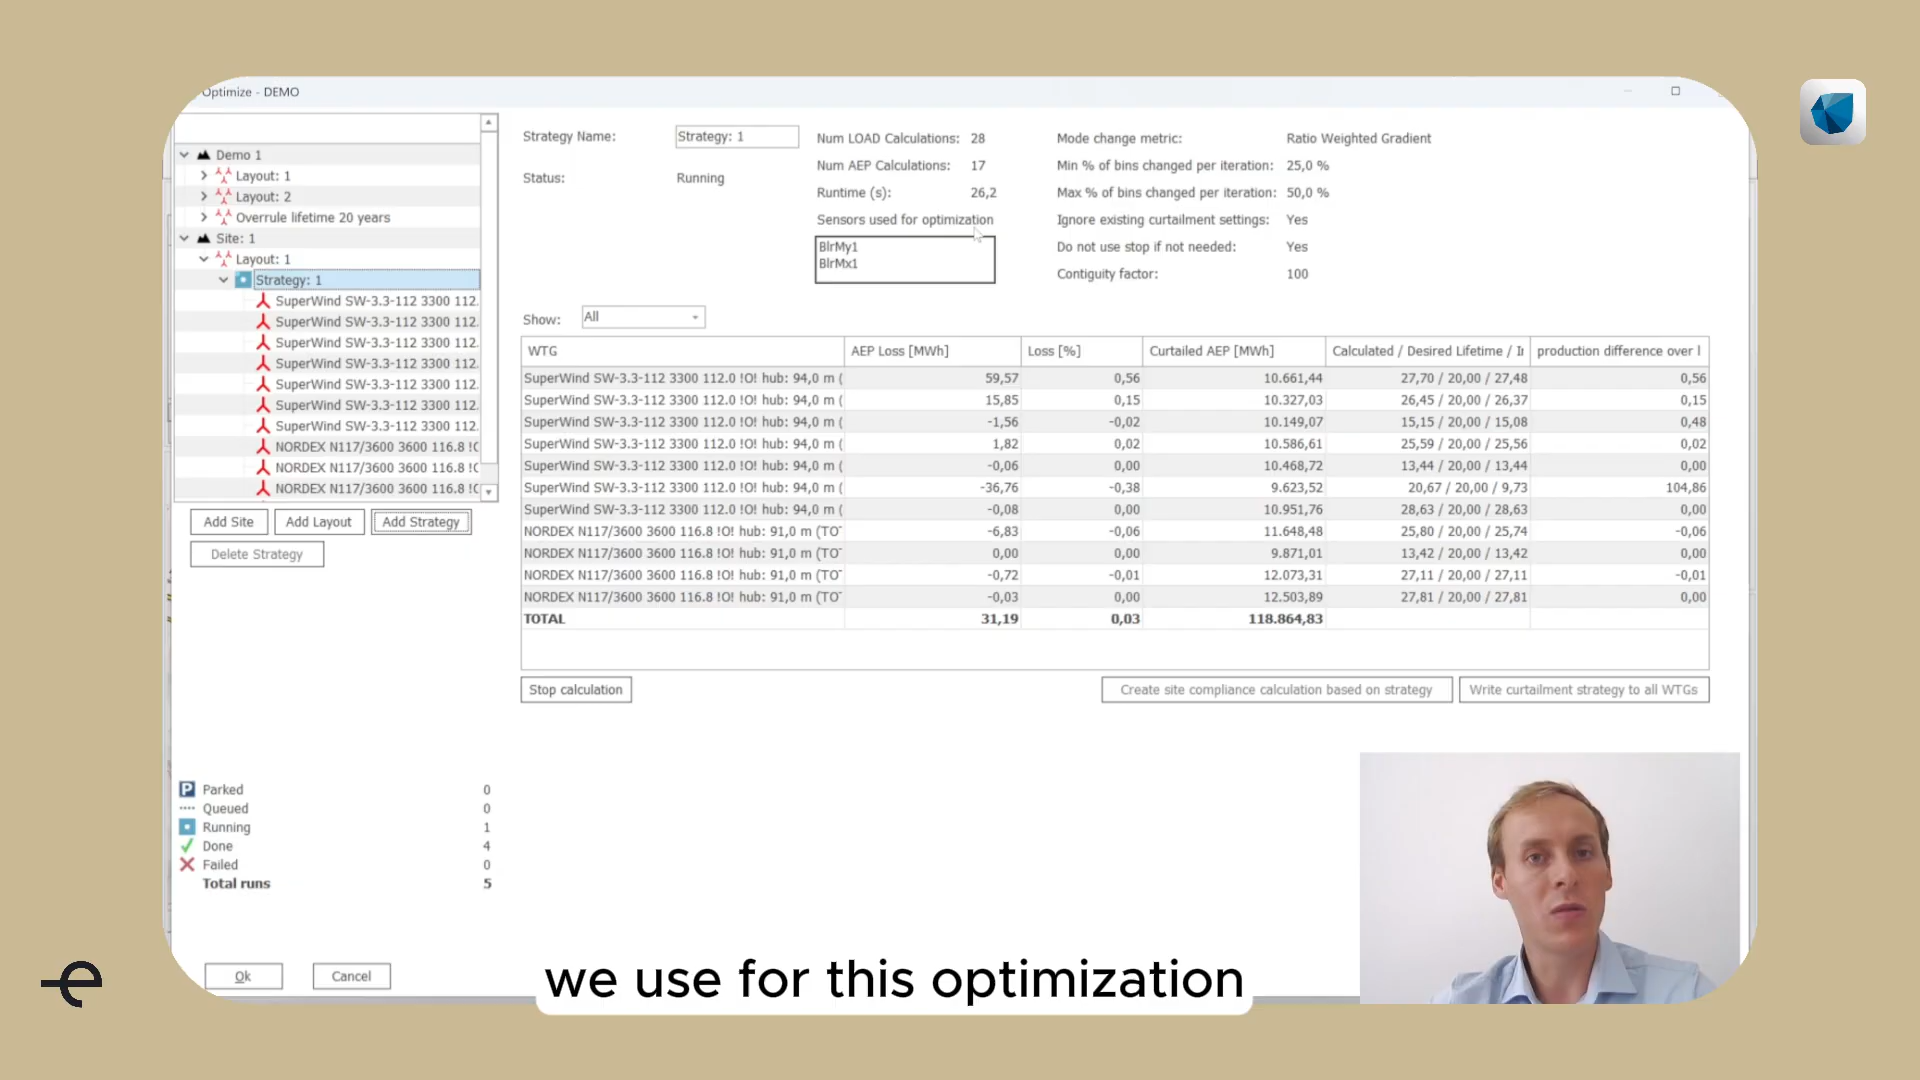 Optimize - DEMO
Demo 1
Layout: 1
Layout: 2
Overrule lifetime 20 years
Site: 1
Layout: 1
Strategy: 1
SuperWind SW-3.3-112 3300 112.
SuperWind SW-3.3-112 3300 112.
SuperWind SW-3.3-112 3300 112.
SuperWind SW-3.3-112 3300 112.
SuperWind SW-3.3-112 3300 112.
SuperWind SW-3.3-112 3300 112.
SuperWind SW-3.3-112 3300 112.
NORDEX N117/3600 3600 116.8 !O
NORDEX N117/3600 3600 116.8 !O
NORDEX N117/3600 3600 116.8 !O
Add Site Add Layout Add Strategy
Delete Strategy
Parked 0
Queued 0
Running 1
Done 4
Failed 0
Total runs 5
Ok Cancel
Strategy Name: Strategy: 1
Status: Running
Num LOAD Calculations: 28
Num AEP Calculations: 17
Runtime (s): 26,2
Sensors used for optimization
BlrMy1
BlrMx1
Mode change metric: Ratio Weighted Gradient
Min % of bins changed per iteration: 25,0 %
Max % of bins changed per iteration: 50,0 %
Ignore existing curtailment settings: Yes
Do not use stop if not needed: Yes
Contiguity factor: 100
Show: All
WTG AEP Loss [MWh] Loss [%] Curtailed AEP [MWh] Calculated / Desired Lifetime / production difference over
SuperWind SW-3.3-112 3300 112.0 !O! hub: 94,0 m ( 59,57 0,56 10.661,44 27,70 / 20,00 / 27,48 0,56
SuperWind SW-3.3-112 3300 112.0 !O! hub: 94,0 m ( 15,85 0,15 10.327,03 26,45 / 20,00 / 26,37 0,15
SuperWind SW-3.3-112 3300 112.0 !O! hub: 94,0 m ( -1,56 -0,02 10.149,07 15,15 / 20,00 / 15,08 0,48
SuperWind SW-3.3-112 3300 112.0 !O! hub: 94,0 m ( 1,82 0,02 10.586,61 25,59 / 20,00 / 25,56 0,02
SuperWind SW-3.3-112 3300 112.0 !O! hub: 94,0 m ( -0,06 0,00 10.468,72 13,44 / 20,00 / 13,44 0,00
SuperWind SW-3.3-112 3300 112.0 !O! hub: 94,0 m ( -36,76 -0,38 9.623,52 20,67 / 20,00 / 9,73 104,86
SuperWind SW-3.3-112 3300 112.0 !O! hub: 94,0 m ( -0,08 0,00 10.951,76 28,63 / 20,00 / 28,63 0,00
NORDEX N117/3600 3600 116.8 !O! hub: 91,0 m (TO -6,83 -0,06 11.648,48 25,80 / 20,00 / 25,74 -0,06
NORDEX N117/3600 3600 116.8 !O! hub: 91,0 m (TO 0,00 0,00 9.871,01 13,42 / 20,00 / 13,42 0,00
NORDEX N117/3600 3600 116.8 !O! hub: 91,0 m (TO -0,72 -0,01 12.073,31 27,11 / 20,00 / 27,11 -0,01
NORDEX N117/3600 3600 116.8 !O! hub: 91,0 m (TO -0,03 0,00 12.503,89 27,81 / 20,00 / 27,81 0,00
TOTAL 31,19 0,03 118.864,83
Stop calculation Create site compliance calculation based on strategy Write curtailment strategy to all WTGs
we use for this optimization